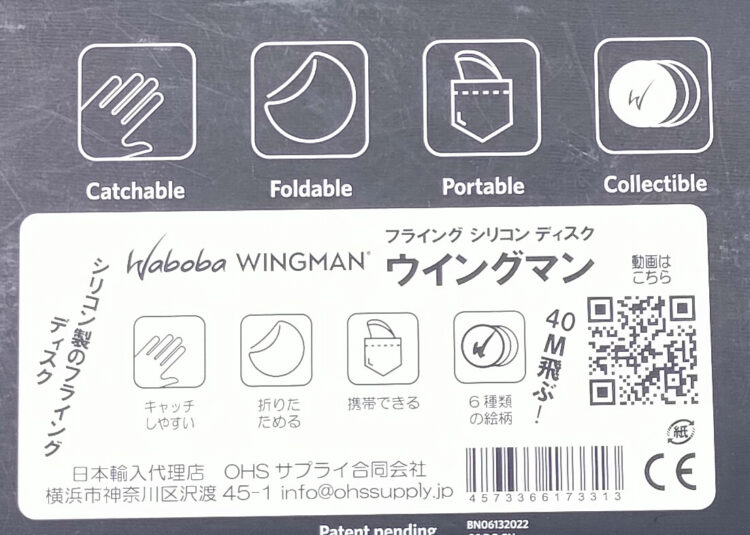 Catchable
Foldable
Portable
Collectible
Waboba WINGMAN®
フライング シリコン ディスク
ウイングマン
動画は
こちら
シリコン製のフライング
ディスク
40M飛ぶ!
キャッチ
しやすい
折りた
ためる
携帯できる
6種類
の絵柄
W
紙
日本輸入代理店 OHS サプライ合同会社
横浜市神奈川区沢渡 45-1 info@ohssupply.jp
4573366173313
CE
Patent pending
BN06132022